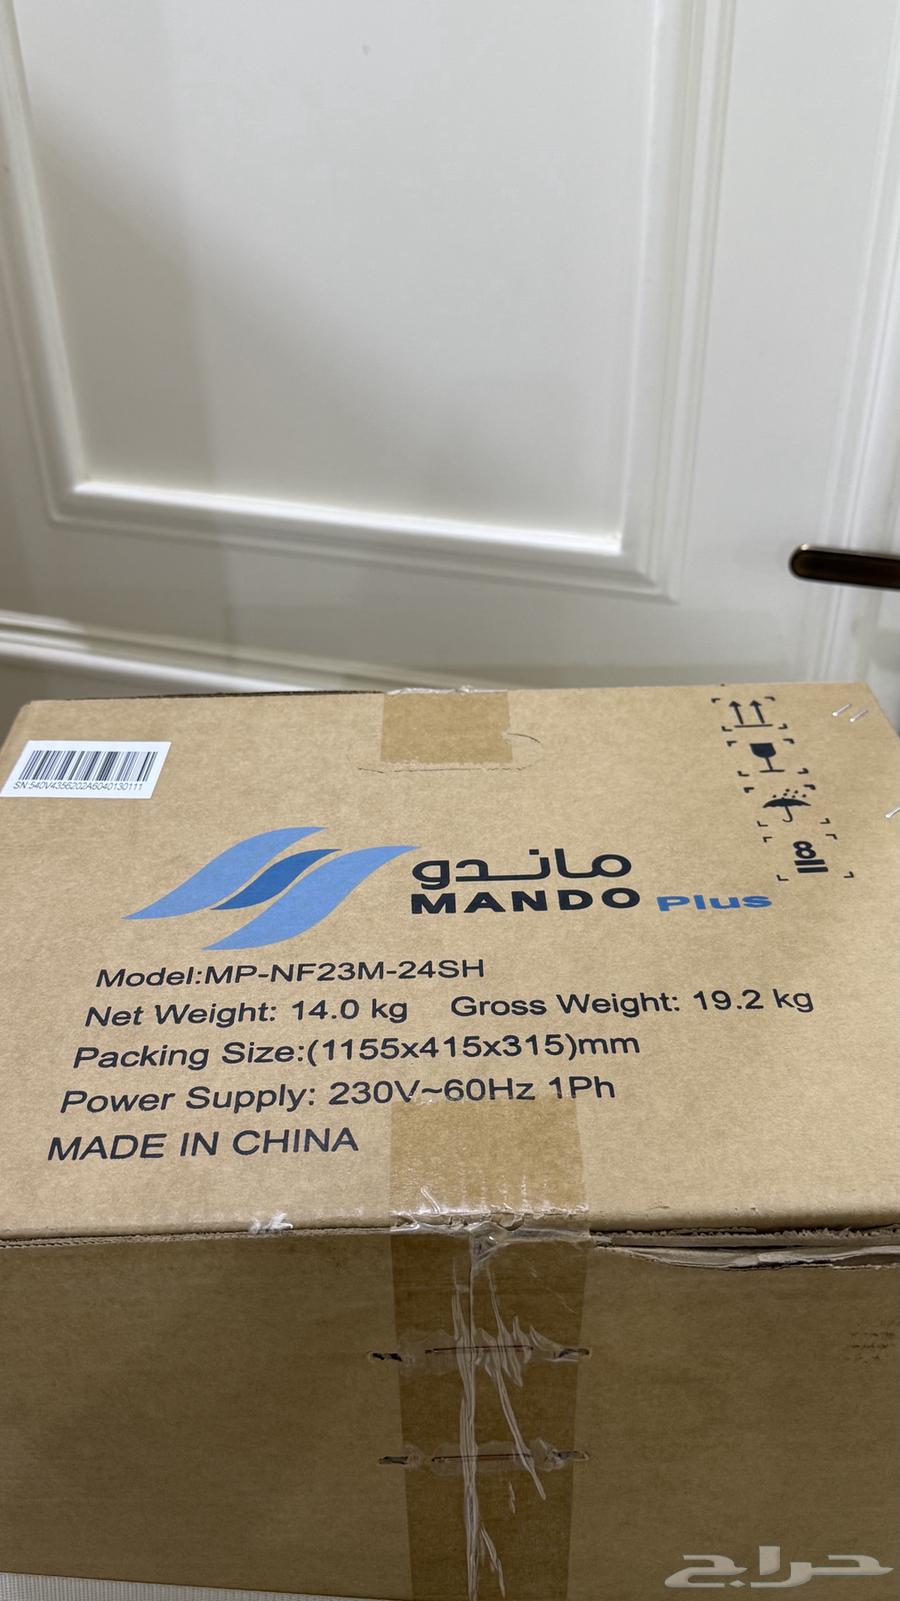 SN:540V4356202A6040130111
ماندو
MANDO Plus
8
Model:MP-NF23M-24SH
Net Weight: 14.0 kg Gross Weight: 19.2 kg
Packing Size:(1155x415x315)mm
Power Supply: 230V~60Hz 1Ph
MADE IN CHINA
حراج